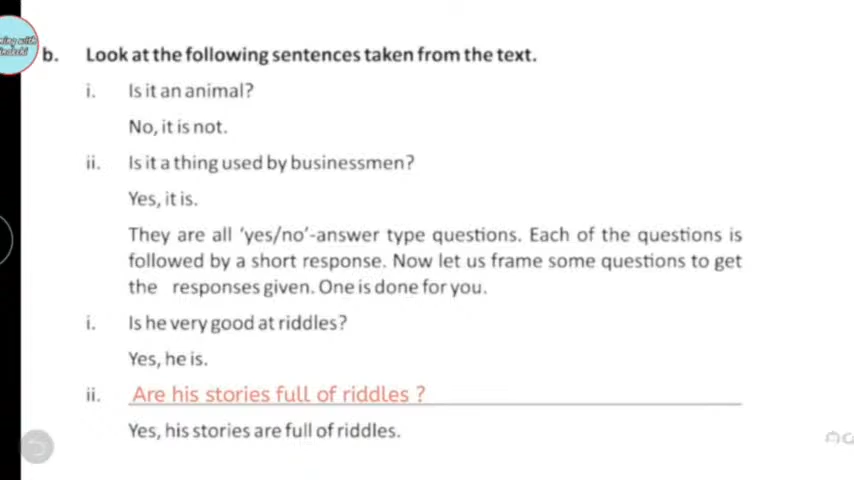 b. Look at the following sentences taken from the text.
i. Is it an animal?
No, it is not.
ii. Is it a thing used by businessmen?
Yes, it is.
They are all ‘yes/no’-answer type questions. Each of the questions is
followed by a short response. Now let us frame some questions to get
the responses given. One is done for you.
i. Is he very good at riddles?
Yes, he is.
ii. Are his stories full of riddles ?
Yes, his stories are full of riddles.